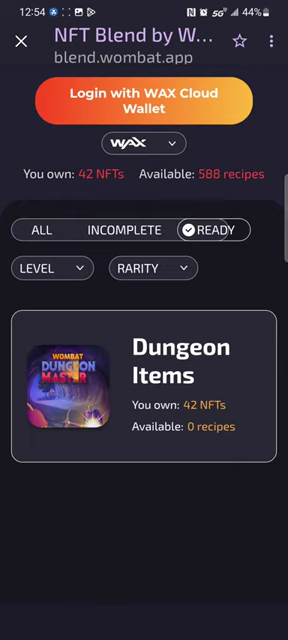 12:54
5G
44%
NFT Blend by W...
blend.wombat.app
Login with WAX Cloud
Wallet
WAX
You own: 42 NFTs Available: 588 recipes
ALL INCOMPLETE READY
LEVEL RARITY
WOMBAT
DUNGEON
MASTER
Dungeon
Items
You own: 42 NFTs
Available: 0 recipes